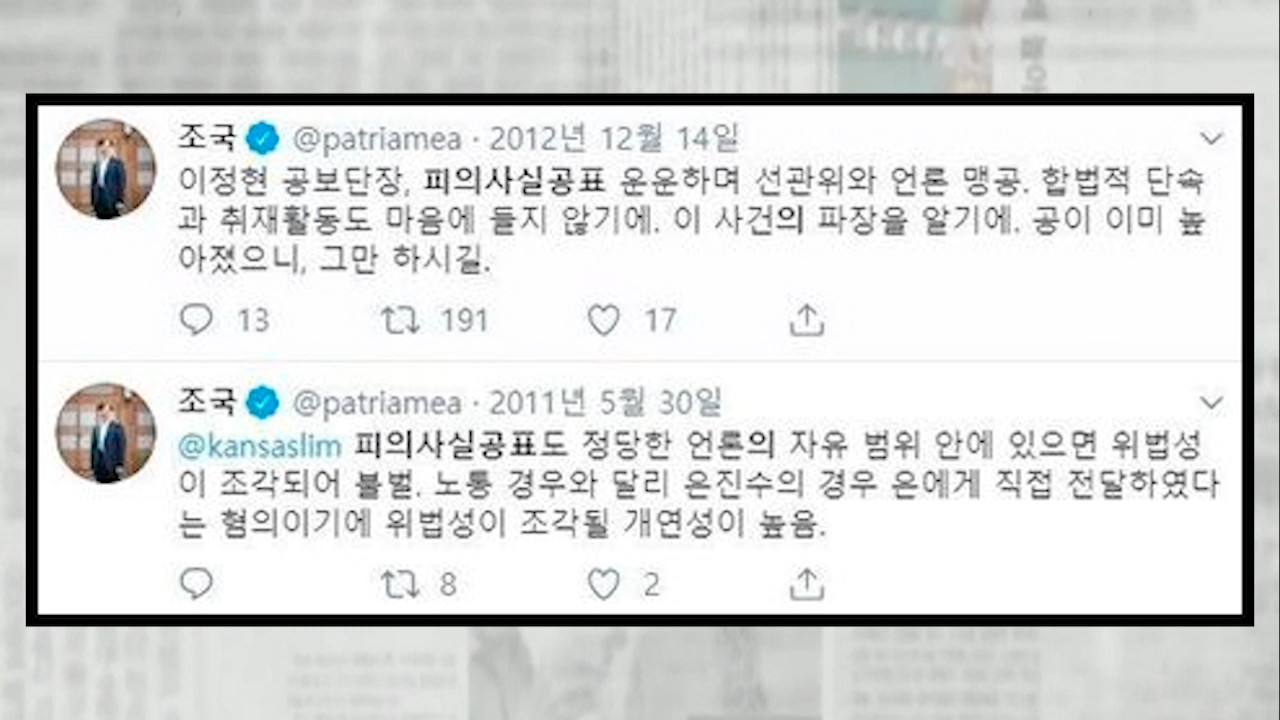 조국 @patriamea · 2012년 12월 14일
이정현 공보단장, 피의사실공표 운운하며 선관위와 언론 맹공. 합법적 단속
과 취재활동도 마음에 들지 않기에. 이 사건의 파장을 알기에. 공이 이미 높
아졌으니, 그만 하시길.
13 191 17
조국 @patriamea · 2011년 5월 30일
@kansaslim 피의사실공표도 정당한 언론의 자유 범위 안에 있으면 위법성
이 조각되어 불벌. 노통 경우와 달리 은진수의 경우 은에게 직접 전달하였다
는 혐의이기에 위법성이 조각될 개연성이 높음.
8 2